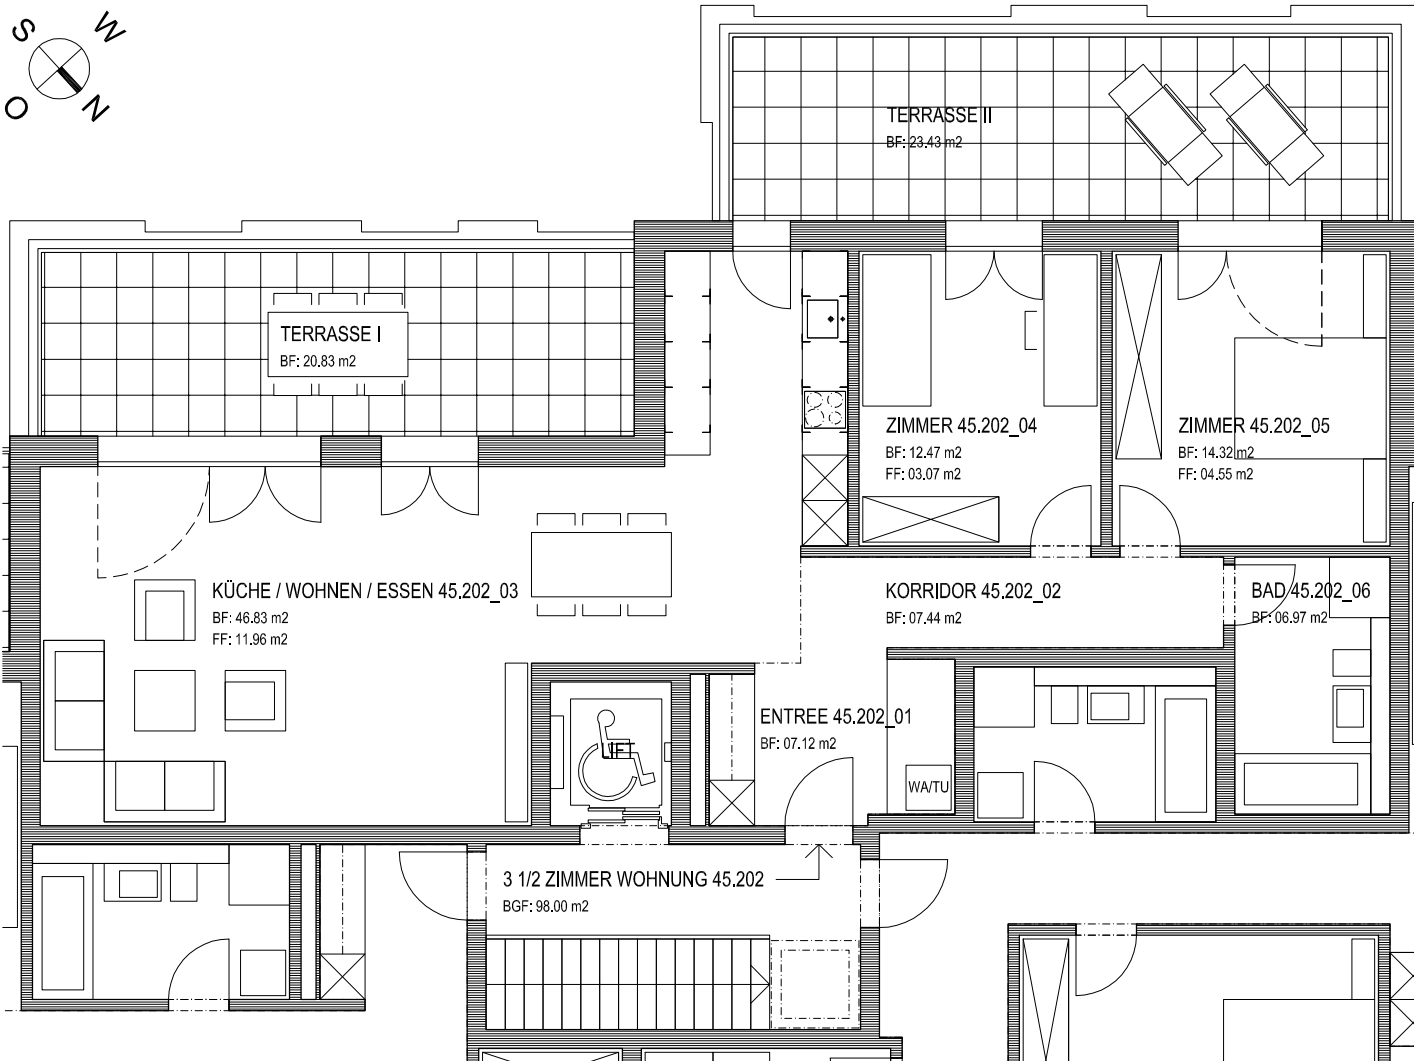 S
W
O
N
TERRASSE II
BF: 23.43 m2
TERRASSE I
BF: 20.83 m2
ZIMMER 45.202_04
BF: 12.47 m2
FF: 03.07 m2
ZIMMER 45.202_05
BF: 14.32 m2
FF: 04.55 m2
KÜCHE / WOHNEN / ESSEN 45.202_03
BF: 46.83 m2
FF: 11.96 m2
KORRIDOR 45.202_02
BF: 07.44 m2
BAD 45.202_06
BF: 06.97 m2
ENTREE 45.202_01
BF: 07.12 m2
LIFT
WA/TU
3 1/2 ZIMMER WOHNUNG 45.202
BGF: 98.00 m2